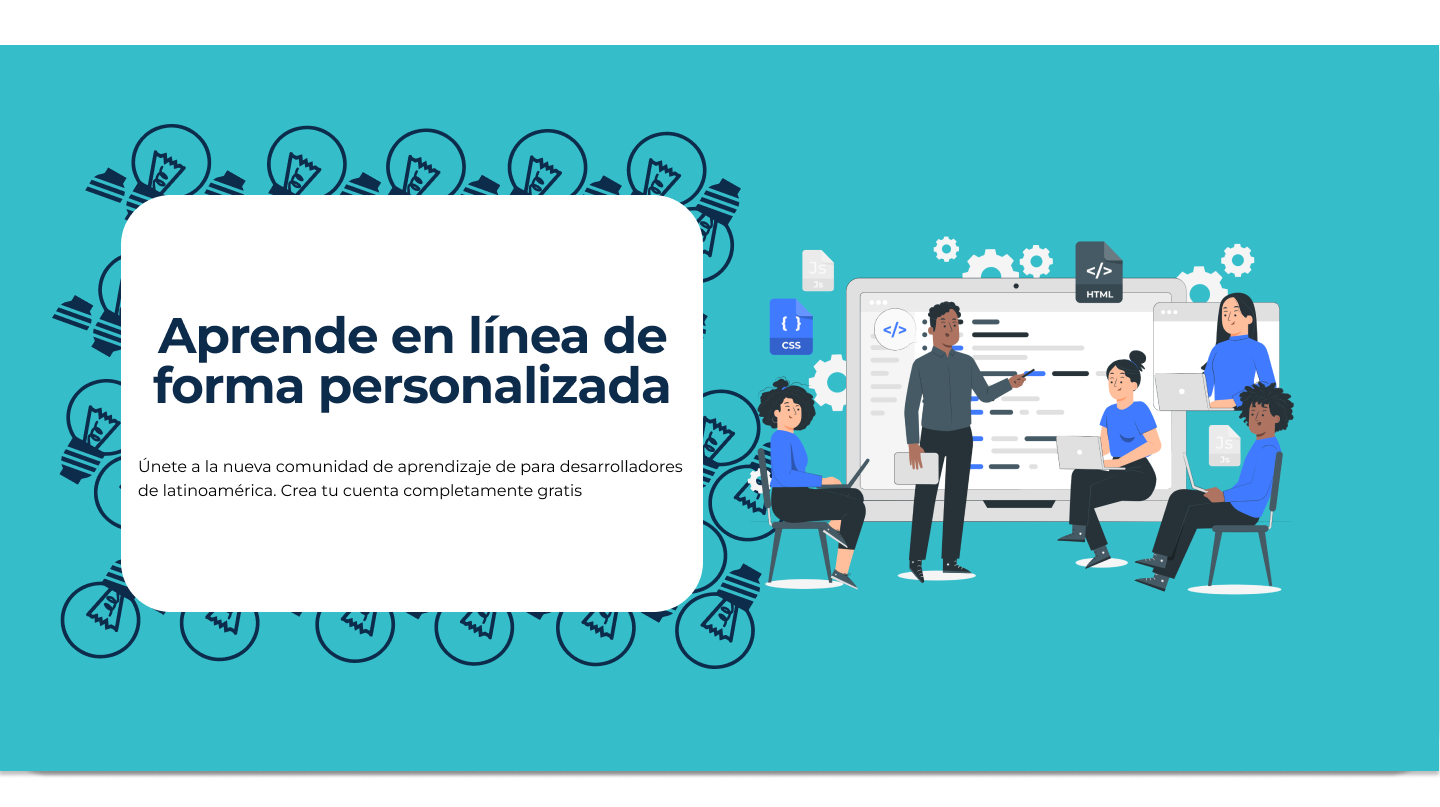 Aprende en línea de
forma personalizada
Únete a la nueva comunidad de aprendizaje de para desarrolladores
de latinoamérica. Crea tu cuenta completamente gratis
Js
Js
</>
HTML
{ }
CSS
</>
Js
Js